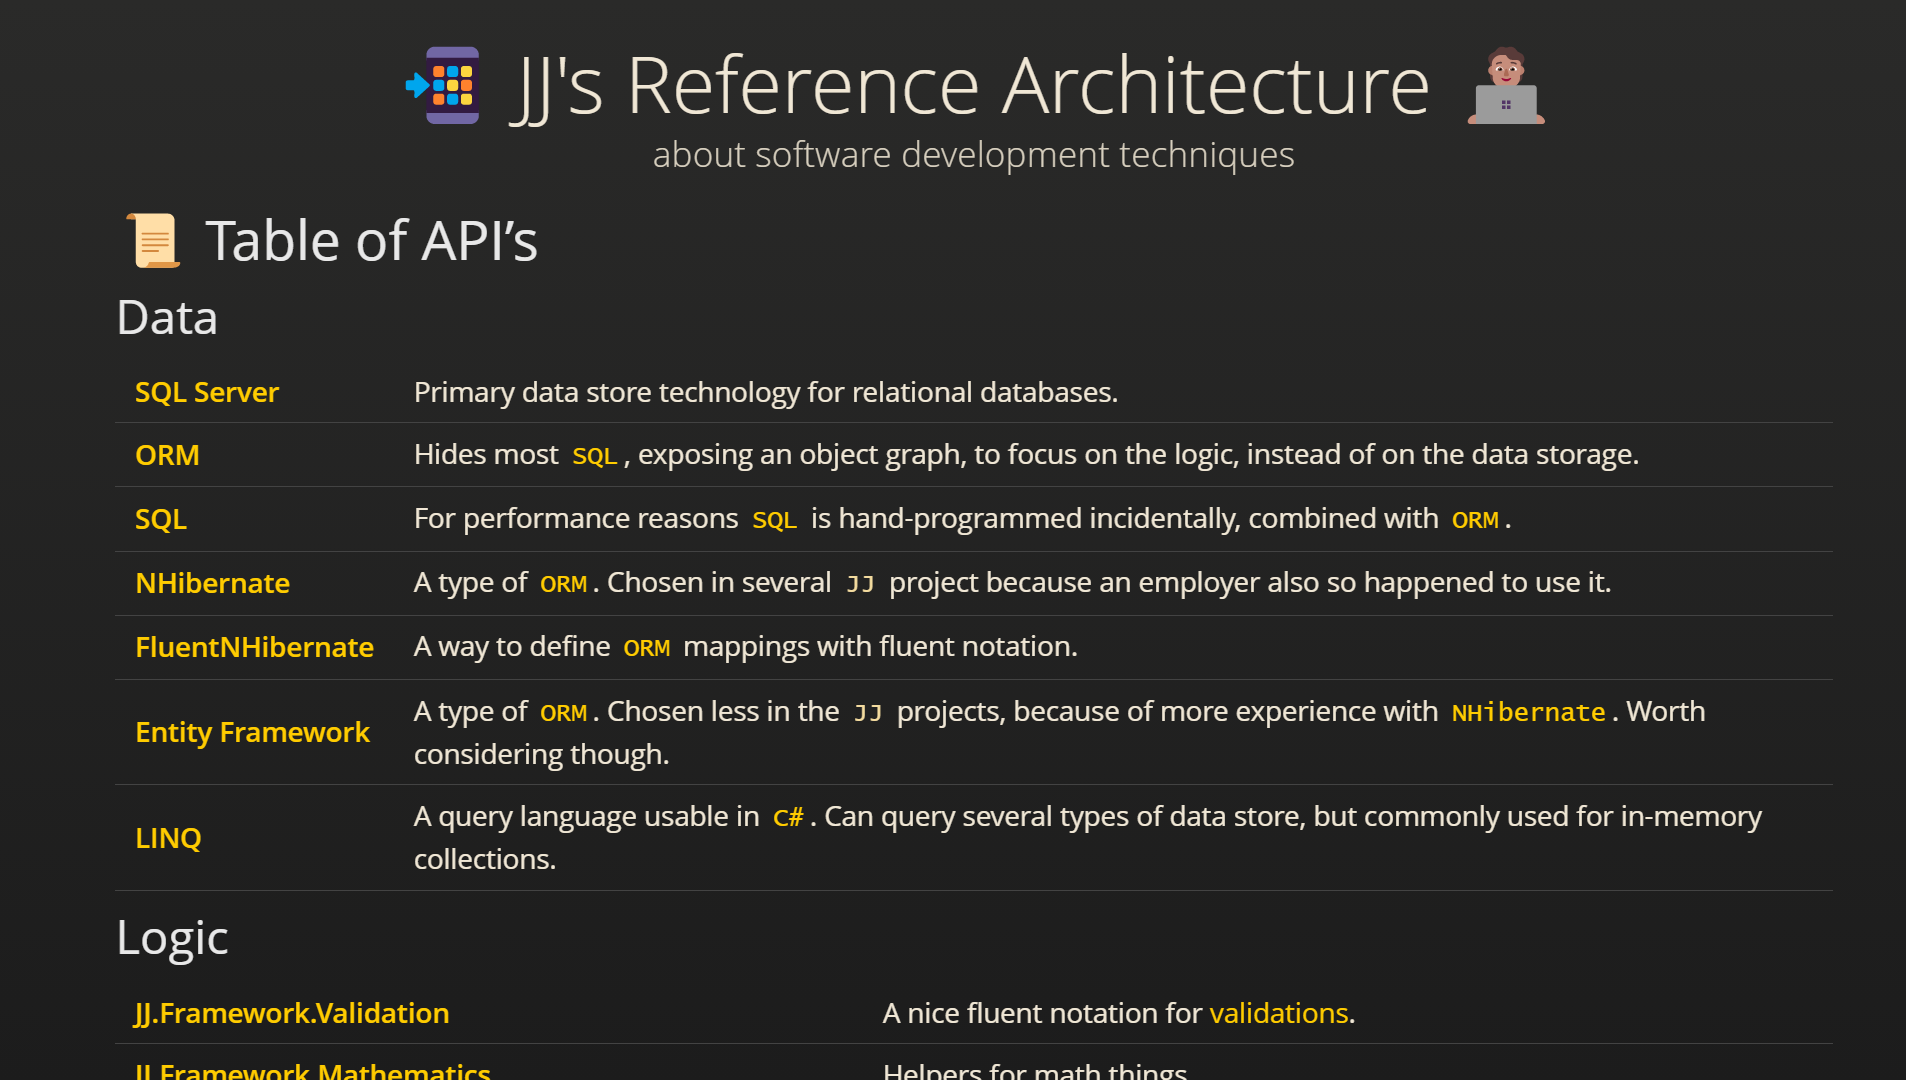 JJ's Reference Architecture
about software development techniques
Table of API’s
Data
SQL Server Primary data store technology for relational databases.
ORM Hides most SQL, exposing an object graph, to focus on the logic, instead of on the data storage.
SQL For performance reasons SQL is hand-programmed incidentally, combined with ORM.
NHibernate A type of ORM. Chosen in several JJ project because an employer also so happened to use it.
FluentNHibernate A way to define ORM mappings with fluent notation.
Entity Framework A type of ORM. Chosen less in the JJ projects, because of more experience with NHibernate. Worth
considering though.
LINQ A query language usable in C#. Can query several types of data store, but commonly used for in-memory
collections.
Logic
JJ.Framework.Validation A nice fluent notation for validations.
JJ.Framework.Mathematics Helpers for math things.